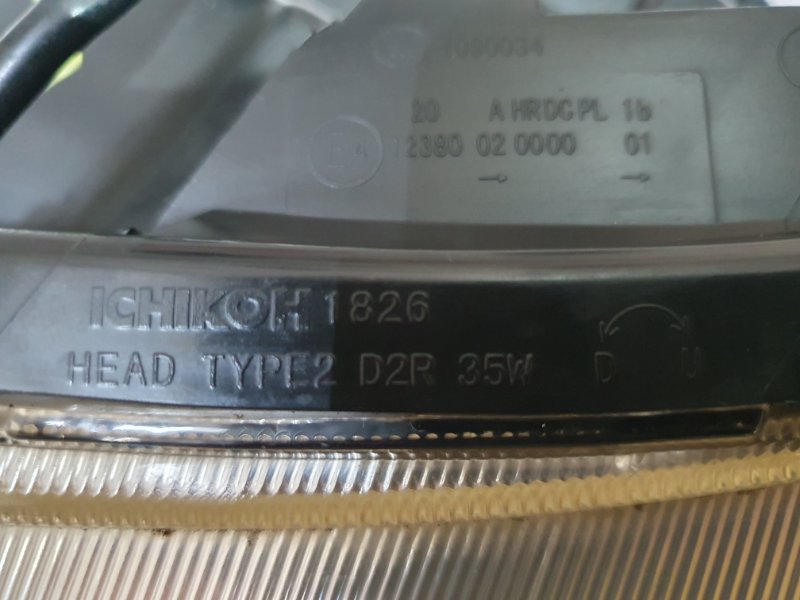 1090034
20 A HRDCPL 1b
E4 12380 02 0000 01
ICHIKOH 1826
HEAD TYPE2 D2R 35W D U